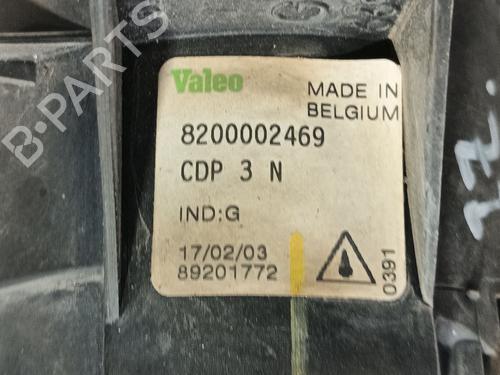 B-PARTS
Valeo
MADE IN
BELGIUM
8200002469
CDP 3 N
IND:G
17/02/03
89201772
0391